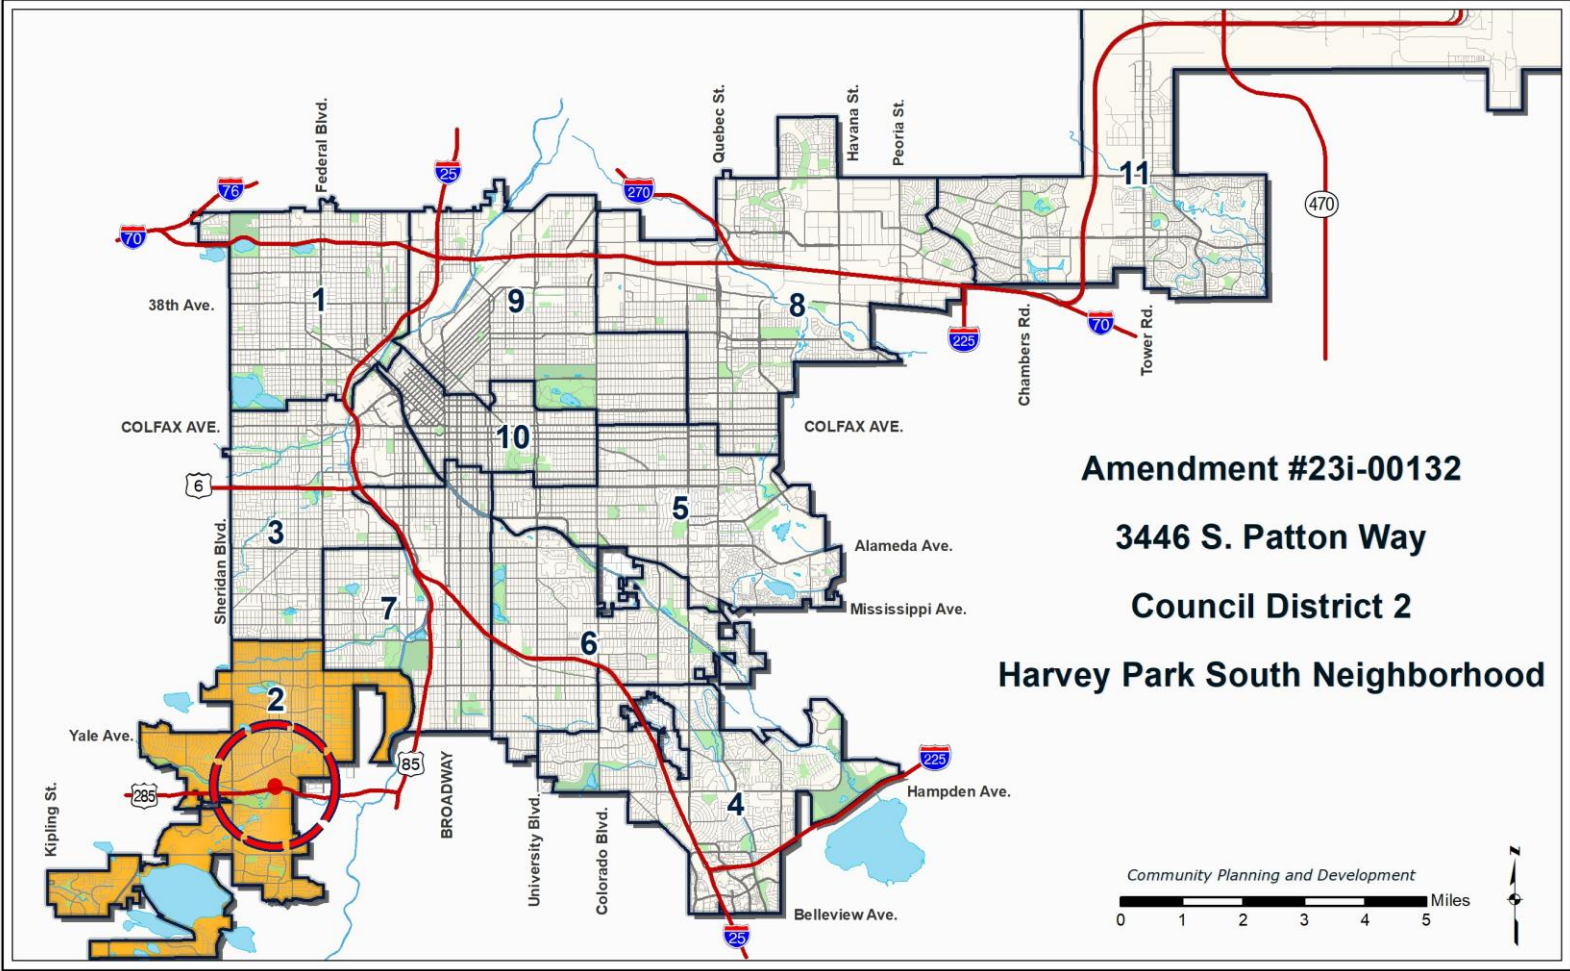 Federal Blvd.
Quebec St.
Havana St.
Peoria St.
76
25
270
11
70
470
38th Ave.
1
9
8
225
70
Chambers Rd.
Tower Rd.
COLFAX AVE.
10
COLFAX AVE.
6
3
5
Sheridan Blvd.
Alameda Ave.
7
Mississippi Ave.
6
2
Yale Ave.
85
BROADWAY
225
285
Hampden Ave.
Kipling St.
4
University Blvd.
Colorado Blvd.
Belleview Ave.
25
Amendment #23i-00132
3446 S. Patton Way
Council District 2
Harvey Park South Neighborhood
Community Planning and Development
Miles
0 1 2 3 4 5
N